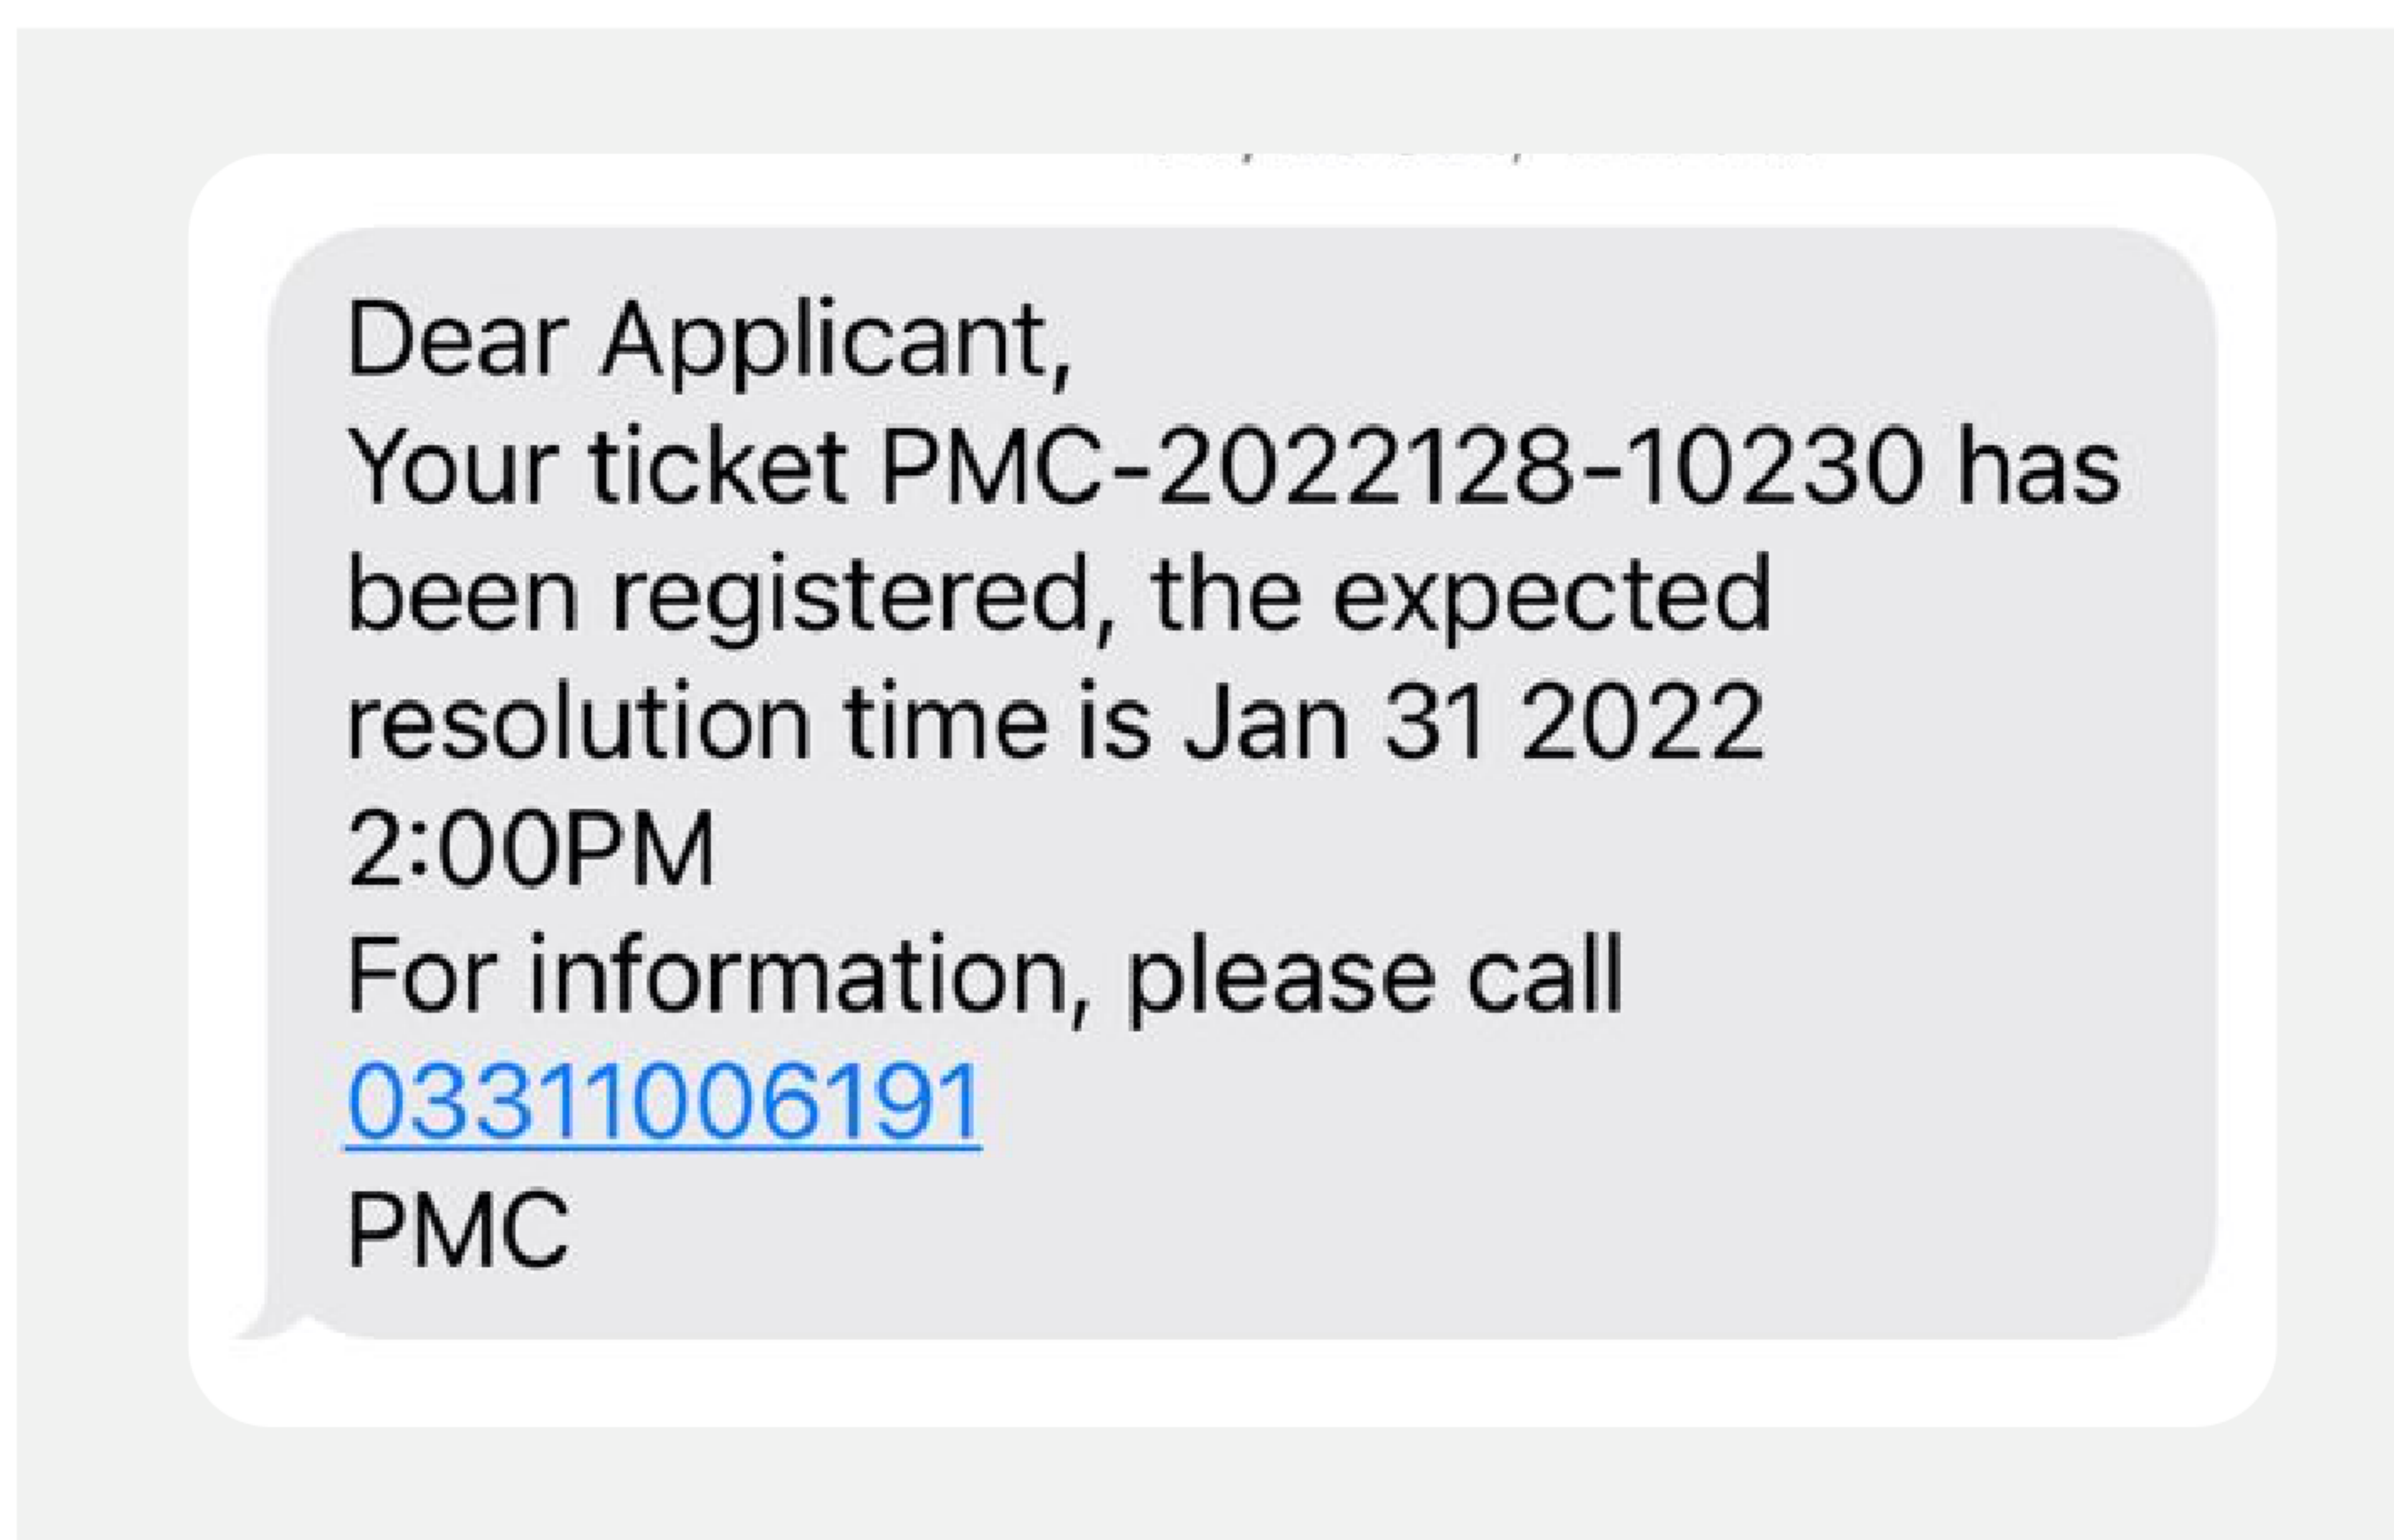 Dear Applicant,
Your ticket PMC-2022128-10230 has
been registered, the expected
resolution time is Jan 31 2022
2:00PM
For information, please call
03311006191
PMC